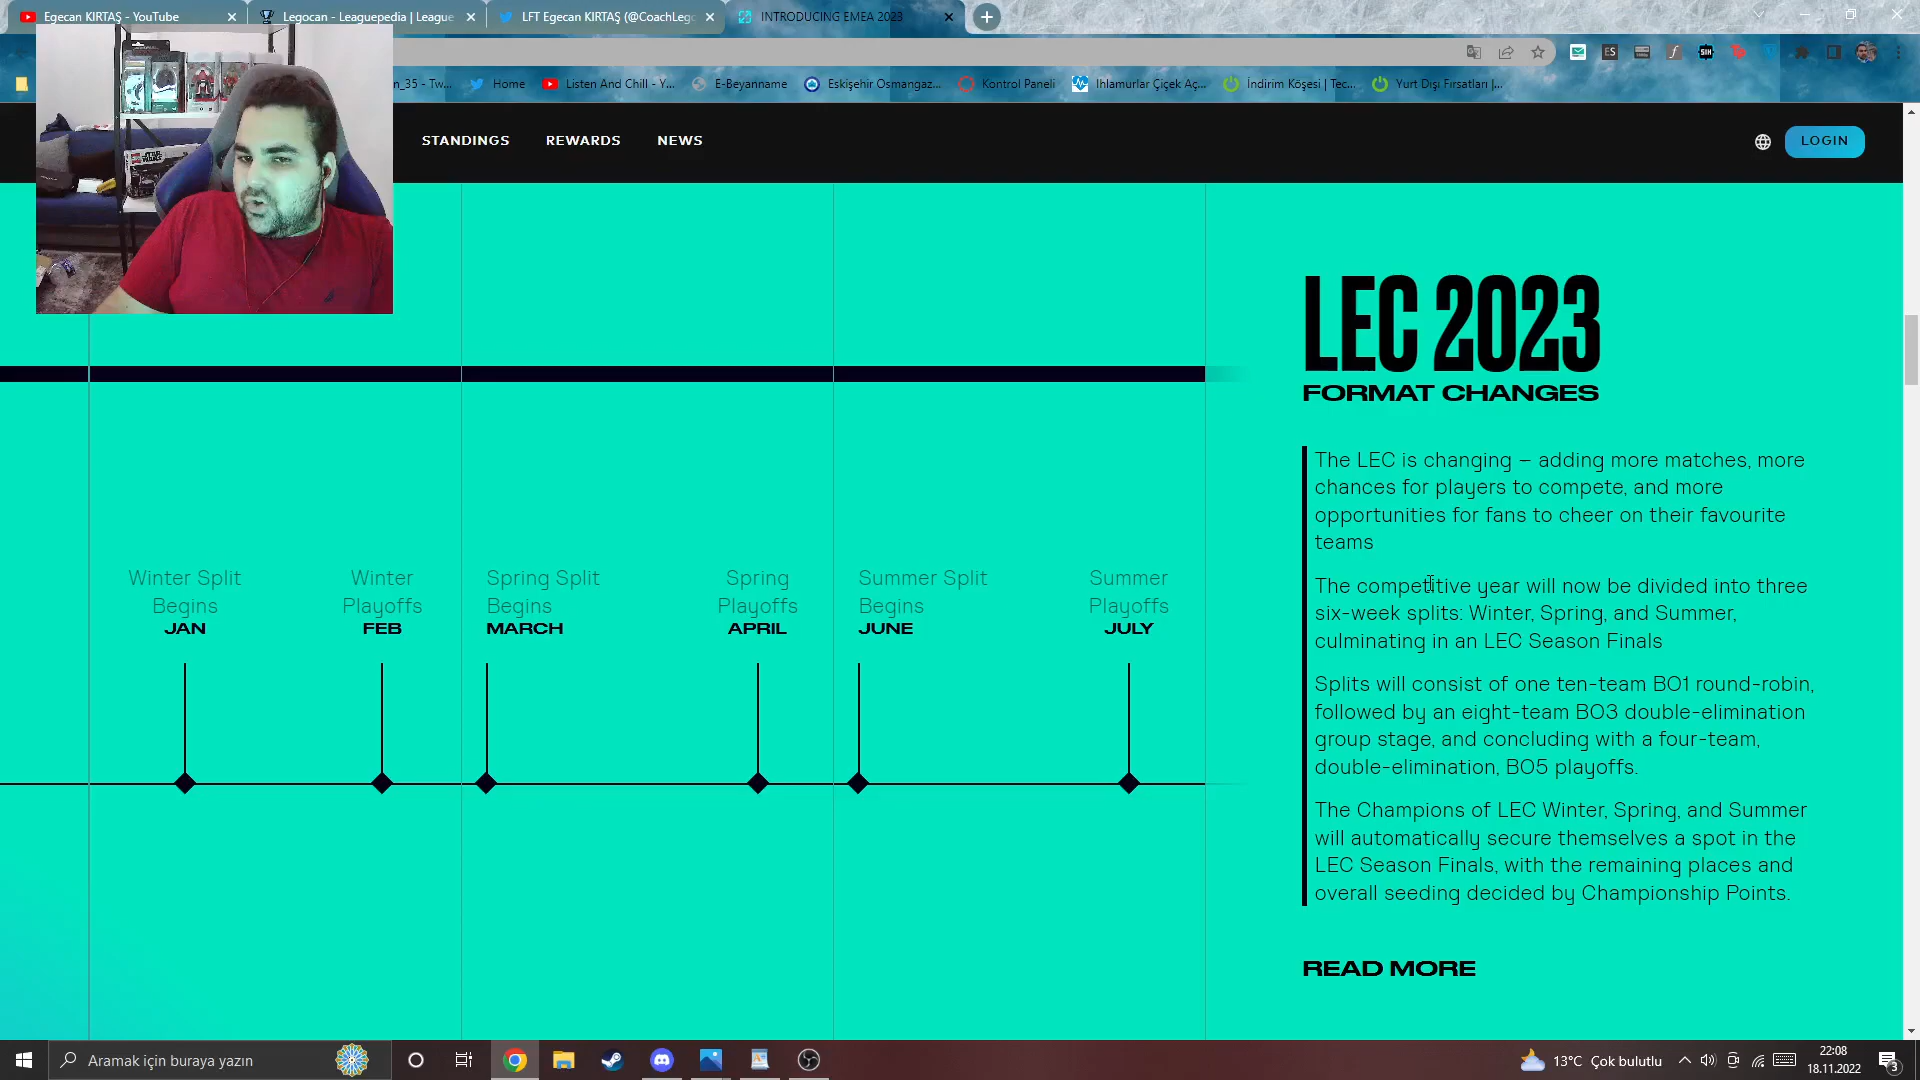 Egecan KIRTAŞ - YouTube
Legocan - Leaguepedia | League
LFT Egecan KIRTAŞ (@CoachLego
INTRODUCING EMEA 2023
n_35 - Tw...
Home
Listen And Chill - Y...
E-Beyanname
Eskişehir Osmangaz...
Kontrol Paneli
Ihlamurlar Çiçek Aç...
İndirim Köşesi | Tec...
Yurt Dışı Fırsatları |...
STANDINGS
REWARDS
NEWS
LOGIN
LEC 2023
FORMAT CHANGES
The LEC is changing – adding more matches, more
chances for players to compete, and more
opportunities for fans to cheer on their favourite
teams
The competitive year will now be divided into three
six-week splits: Winter, Spring, and Summer,
culminating in an LEC Season Finals
Splits will consist of one ten-team BO1 round-robin,
followed by an eight-team BO3 double-elimination
group stage, and concluding with a four-team,
double-elimination, BO5 playoffs.
The Champions of LEC Winter, Spring, and Summer
will automatically secure themselves a spot in the
LEC Season Finals, with the remaining places and
overall seeding decided by Championship Points.
READ MORE
Winter Split
Begins
JAN
Winter
Playoffs
FEB
Spring Split
Begins
MARCH
Spring
Playoffs
APRIL
Summer Split
Begins
JUNE
Summer
Playoffs
JULY
Aramak için buraya yazın
13°C Çok bulutlu
22:08
18.11.2022
3